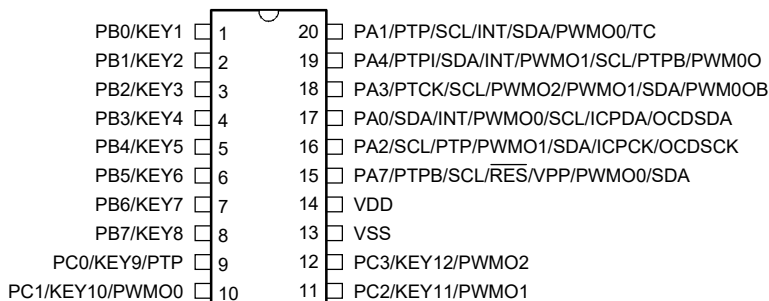 PB0/KEY1 1 20 PA1/PTP/SCL/INT/SDA/PWMO0/TC
PB1/KEY2 2 19 PA4/PTPI/SDA/INT/PWMO1/SCL/PTPB/PWM0O
PB2/KEY3 3 18 PA3/PTCK/SCL/PWMO2/PWMO1/SDA/PWM0OB
PB3/KEY4 4 17 PA0/SDA/INT/PWMO0/SCL/ICPDA/OCDSDA
PB4/KEY5 5 16 PA2/SCL/PTP/PWMO1/SDA/ICPCK/OCDSCK
PB5/KEY6 6 15 PA7/PTPB/SCL/RES/VPP/PWMO0/SDA
PB6/KEY7 7 14 VDD
PB7/KEY8 8 13 VSS
PC0/KEY9/PTP 9 12 PC3/KEY12/PWMO2
PC1/KEY10/PWMO0 10 11 PC2/KEY11/PWMO1